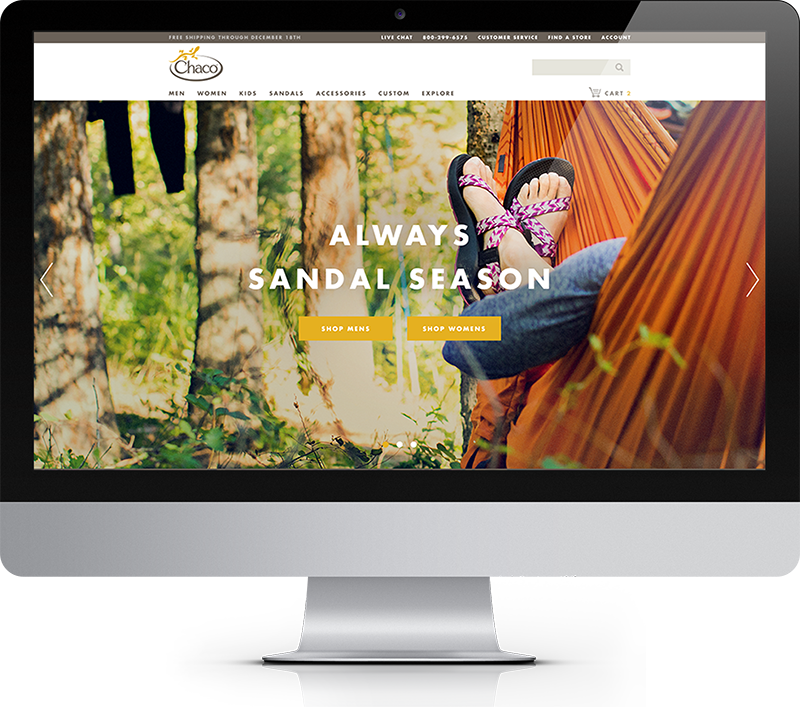 FREE SHIPPING THROUGH DECEMBER 18TH LIVE CHAT 800-299-6575 CUSTOMER SERVICE FIND A STORE ACCOUNT
Chaco
MEN WOMEN KIDS SANDALS ACCESSORIES CUSTOM EXPLORE CART 2
ALWAYS
SANDAL SEASON
SHOP MENS SHOP WOMENS